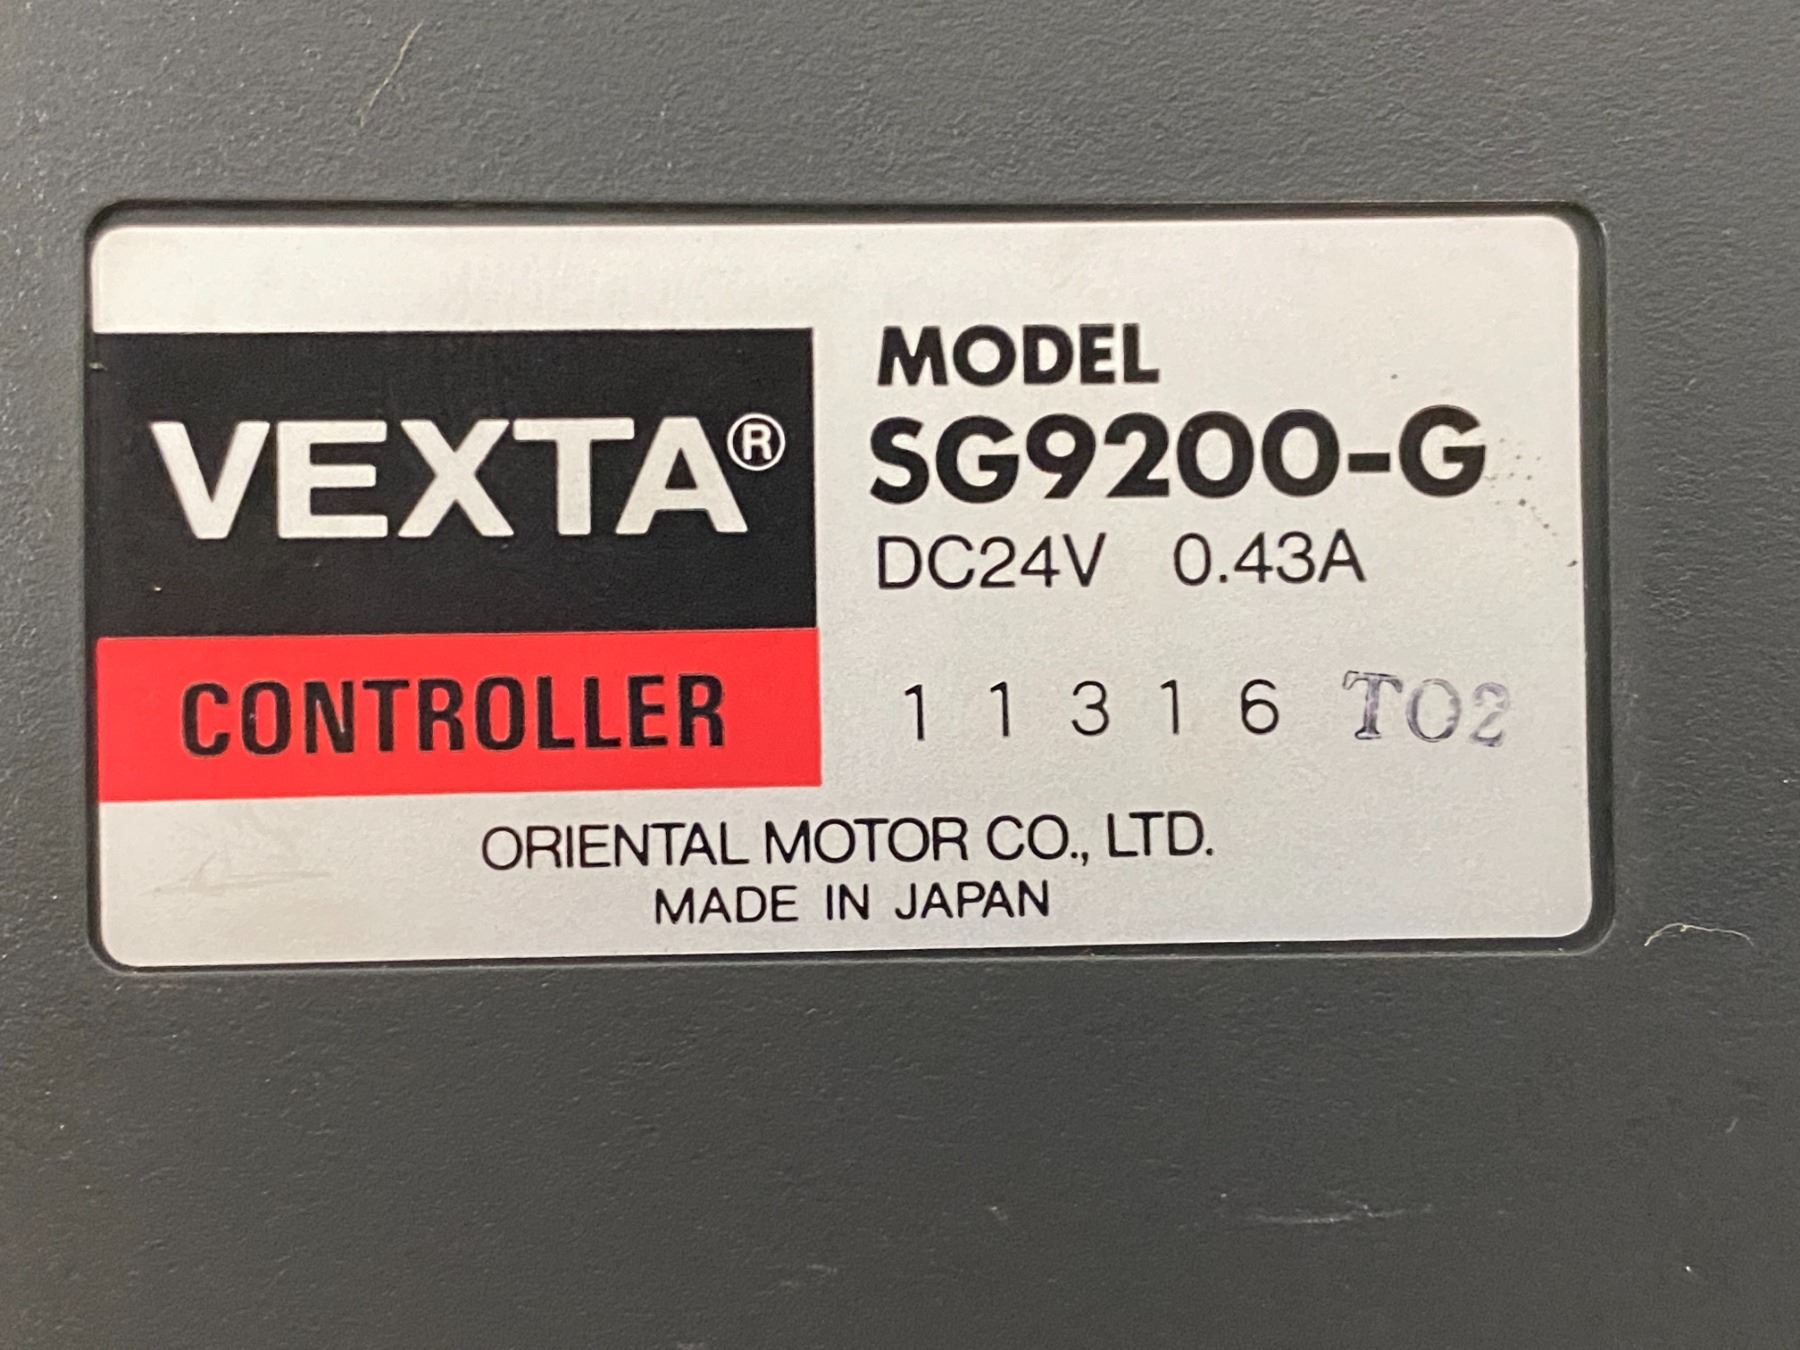 VEXTA®
CONTROLLER
MODEL
SG9200-G
DC24V 0.43A
1 1 3 1 6 T02
ORIENTAL MOTOR CO., LTD.
MADE IN JAPAN